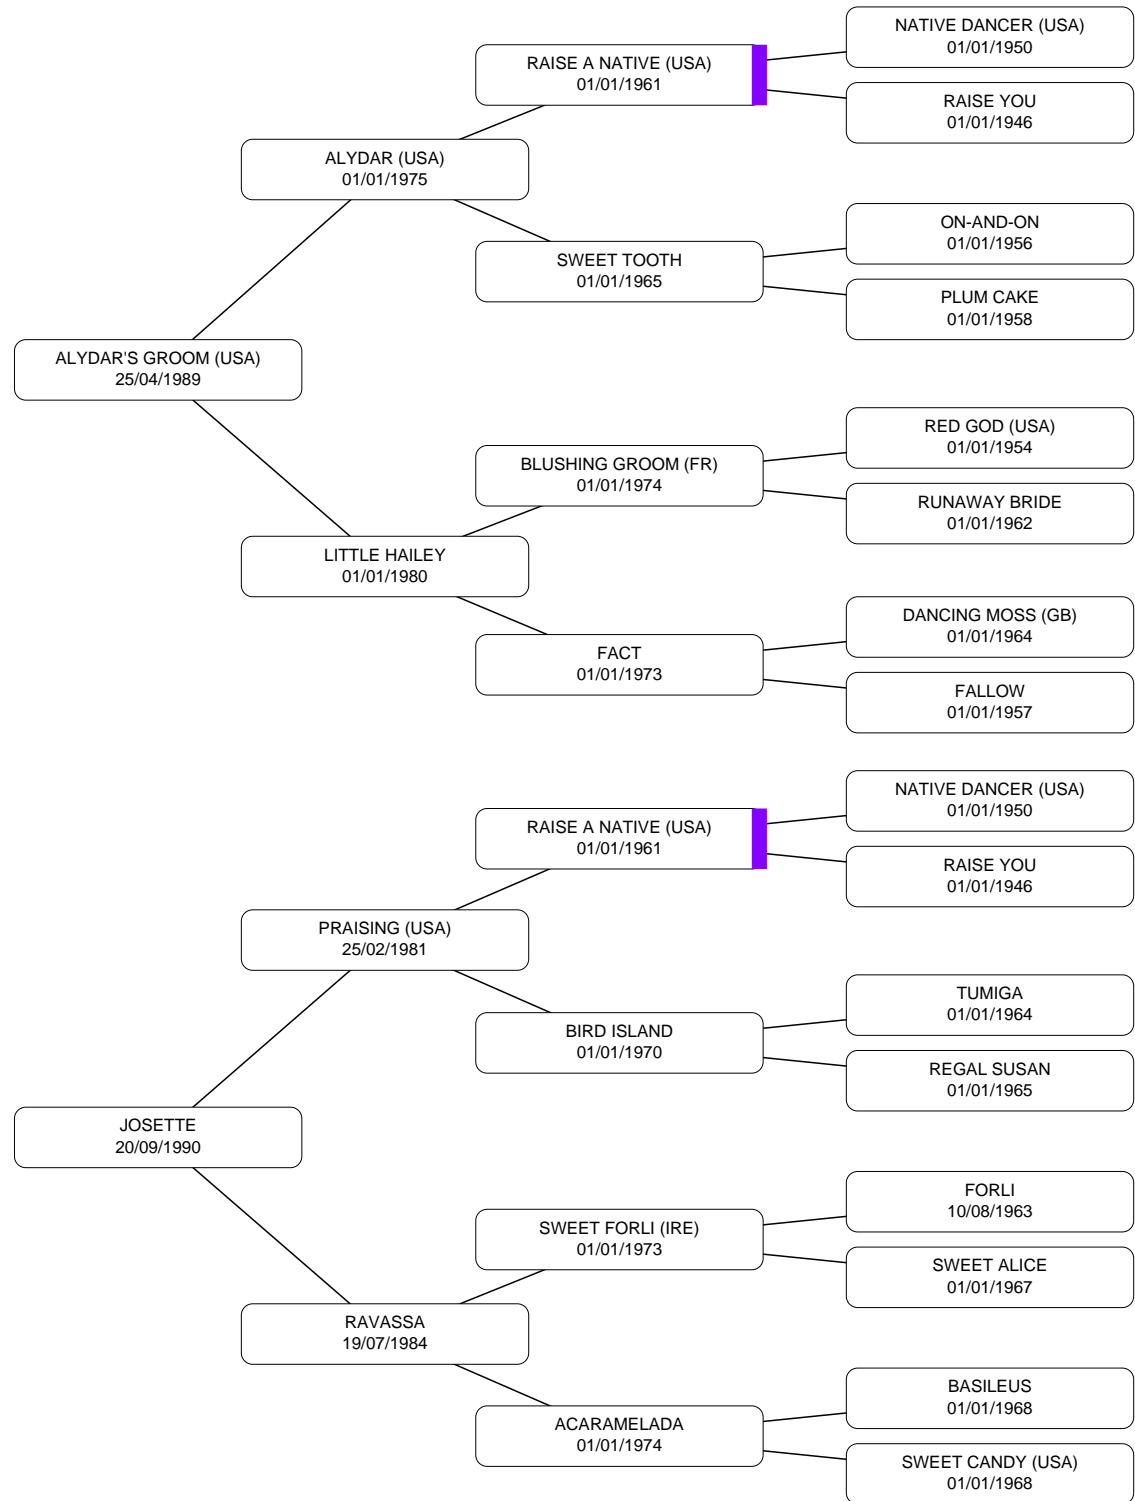 NATIVE DANCER (USA)
01/01/1950
RAISE A NATIVE (USA)
01/01/1961
RAISE YOU
01/01/1946
ALYDAR (USA)
01/01/1975
ON-AND-ON
01/01/1956
SWEET TOOTH
01/01/1965
PLUM CAKE
01/01/1958
ALYDAR'S GROOM (USA)
25/04/1989
RED GOD (USA)
01/01/1954
BLUSHING GROOM (FR)
01/01/1974
RUNAWAY BRIDE
01/01/1962
LITTLE HAILEY
01/01/1980
DANCING MOSS (GB)
01/01/1964
FACT
01/01/1973
FALLOW
01/01/1957
NATIVE DANCER (USA)
01/01/1950
RAISE A NATIVE (USA)
01/01/1961
RAISE YOU
01/01/1946
PRAISING (USA)
25/02/1981
TUMIGA
01/01/1964
BIRD ISLAND
01/01/1970
REGAL SUSAN
01/01/1965
JOSETTE
20/09/1990
FORLI
10/08/1963
SWEET FORLI (IRE)
01/01/1973
SWEET ALICE
01/01/1967
RAVASSA
19/07/1984
BASILEUS
01/01/1968
ACARAMELADA
01/01/1974
SWEET CANDY (USA)
01/01/1968